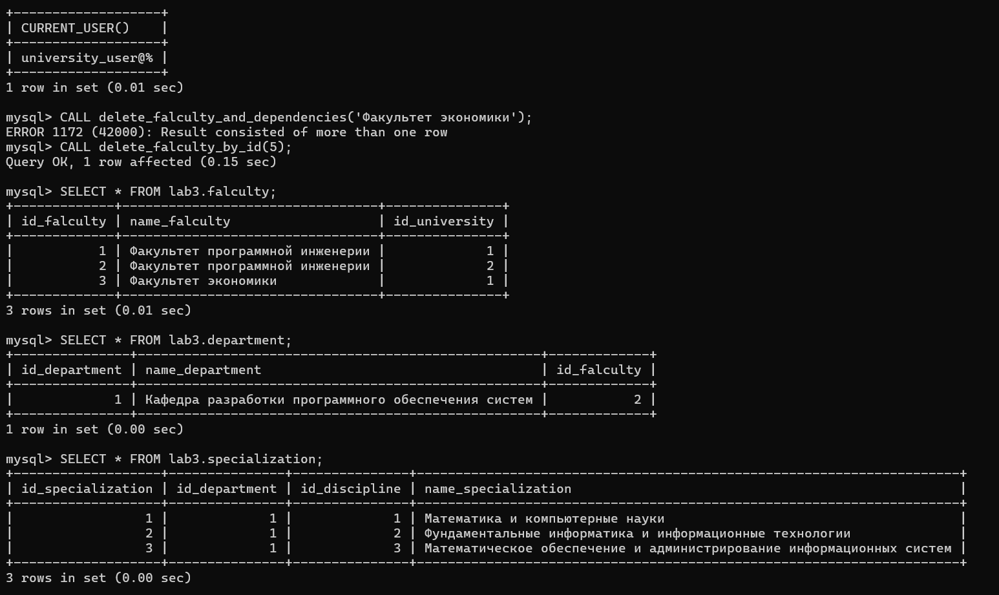 +-------------------+
| CURRENT_USER()    |
+-------------------+
| university_user@% |
+-------------------+
1 row in set (0.01 sec)

mysql> CALL delete_falculty_and_dependencies('Факультет экономики');
ERROR 1172 (42000): Result consisted of more than one row
mysql> CALL delete_falculty_by_id(5);
Query OK, 1 row affected (0.15 sec)

mysql> SELECT * FROM lab3.falculty;
+-------------+---------------------------------+---------------+
| id_falculty | name_falculty                   | id_university |
+-------------+---------------------------------+---------------+
|           1 | Факультет программной инженерии |             1 |
|           2 | Факультет программной инженерии |             2 |
|           3 | Факультет экономики             |             1 |
+-------------+---------------------------------+---------------+
3 rows in set (0.01 sec)

mysql> SELECT * FROM lab3.department;
+---------------+----------------------------------------------------+-------------+
| id_department | name_department                                    | id_falculty |
+---------------+----------------------------------------------------+-------------+
|             1 | Кафедра разработки программного обеспечения систем |           2 |
+---------------+----------------------------------------------------+-------------+
1 row in set (0.00 sec)

mysql> SELECT * FROM lab3.specialization;
+-------------------+---------------+---------------+----------------------------------------------------------------------+
| id_specialization | id_department | id_discipline | name_specialization                                                  |
+-------------------+---------------+---------------+----------------------------------------------------------------------+
|                 1 |             1 |             1 | Математика и компьютерные науки                                      |
|                 2 |             1 |             2 | Фундаментальные информатика и информационные технологии              |
|                 3 |             1 |             3 | Математическое обеспечение и администрирование информационных систем |
+-------------------+---------------+---------------+----------------------------------------------------------------------+
3 rows in set (0.00 sec)